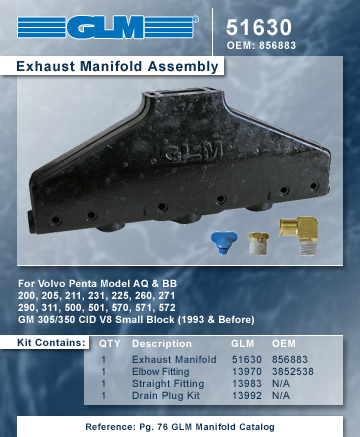 GLM®
51630
OEM: 856883
Exhaust Manifold Assembly
GLM
For Volvo Penta Model AQ & BB
200, 205, 211, 231, 225, 260, 271
290, 311, 500, 501, 570, 571, 572
GM 305/350 CID V8 Small Block (1993 & Before)
Kit Contains: QTY Description GLM OEM
1 Exhaust Manifold 51630 856883
1 Elbow Fitting 13970 3852538
1 Straight Fitting 13983 N/A
1 Drain Plug Kit 13992 N/A
Reference: Pg. 76 GLM Manifold Catalog